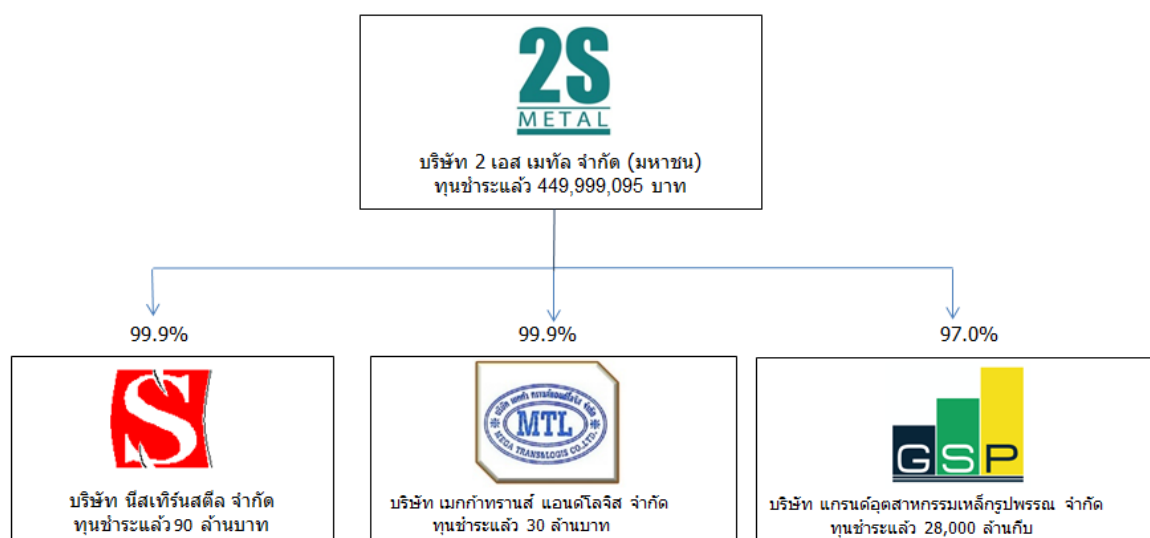 2S
METAL
บริษัท 2 เอส เมทัล จำกัด (มหาชน)
ทุนชำระแล้ว 449,999,095 บาท
99.9%
99.9%
97.0%
S
บริษัท นีสเทิร์นสตีล จำกัด
ทุนชำระแล้ว 90 ล้านบาท
MTL
MEGA TRANS&LOGIS CO.,LTD.
บริษัท เมกก้าทรานส์ แอนด์โลจิส จำกัด
ทุนชำระแล้ว 30 ล้านบาท
GSP
บริษัท แกรนด์อุตสาหกรรมเหล็กรูปพรรณ จำกัด
ทุนชำระแล้ว 28,000 ล้านกีบ